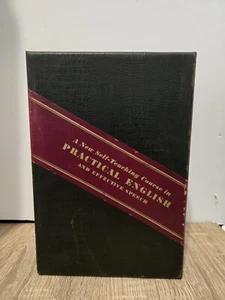 A New Self-Teaching Course in
PRACTICAL ENGLISH
AND EFFECTIVE SPEECH